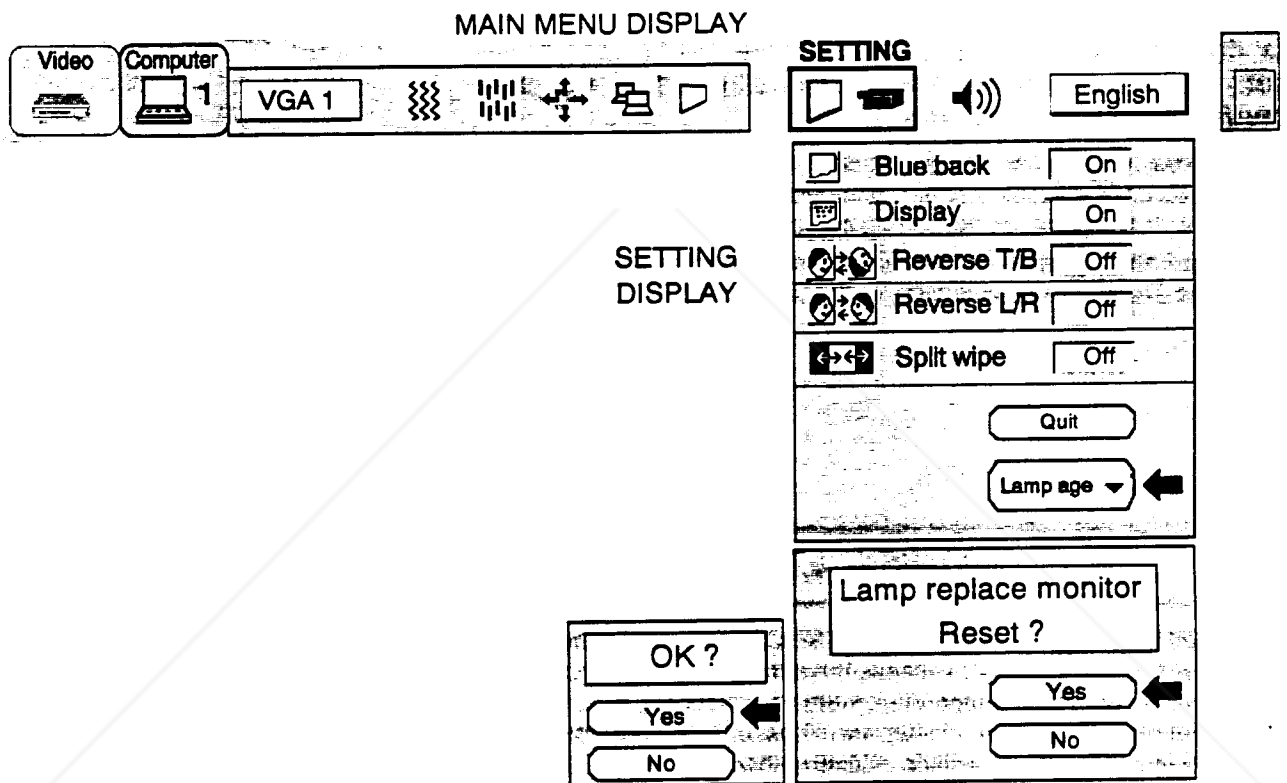 MAIN MENU DISPLAY
Video
Computer
VGA 1
SETTING
English
SETTING
DISPLAY
Blue back On
Display On
Reverse T/B Off
Reverse L/R Off
Split wipe Off
Quit
Lamp age
Lamp replace monitor
Reset ?
Yes
No
OK ?
Yes
No